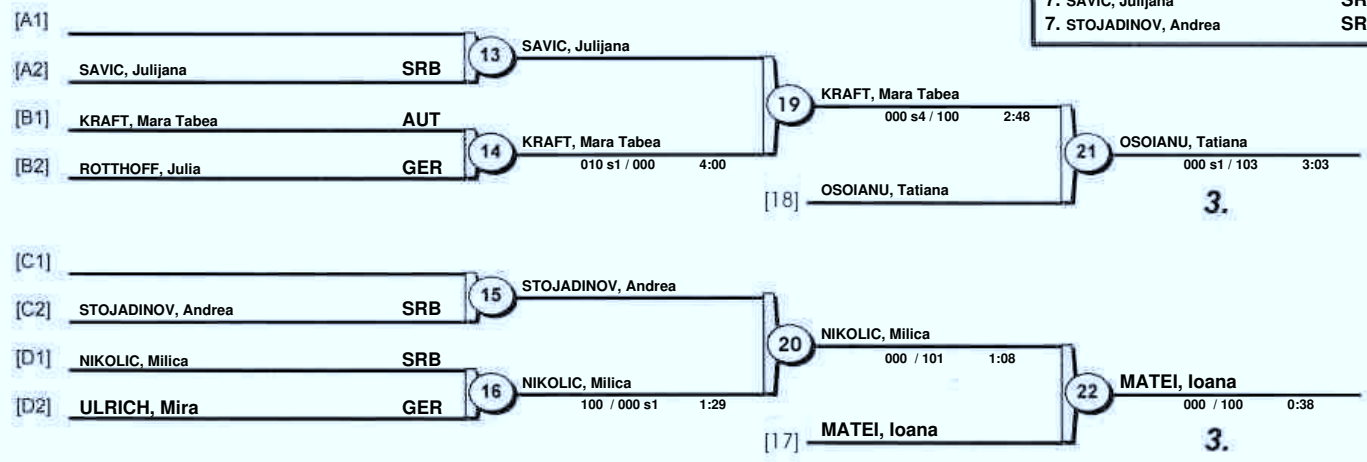 7. SAVIC, Julijana SR
7. STOJADINOV, Andrea SR
[A1]
[A2] SAVIC, Julijana SRB
13 SAVIC, Julijana
[B1] KRAFT, Mara Tabea AUT
[B2] ROTTHOFF, Julia GER
14 KRAFT, Mara Tabea
010 s1 / 000 4:00
19 KRAFT, Mara Tabea
000 s4 / 100 2:48
[18] OSOIANU, Tatiana
21 OSOIANU, Tatiana
000 s1 / 103 3:03
3.
[C1]
[C2] STOJADINOV, Andrea SRB
15 STOJADINOV, Andrea
[D1] NIKOLIC, Milica SRB
[D2] ULRICH, Mira GER
16 NIKOLIC, Milica
100 / 000 s1 1:29
20 NIKOLIC, Milica
000 / 101 1:08
[17] MATEI, Ioana
22 MATEI, Ioana
000 / 100 0:38
3.